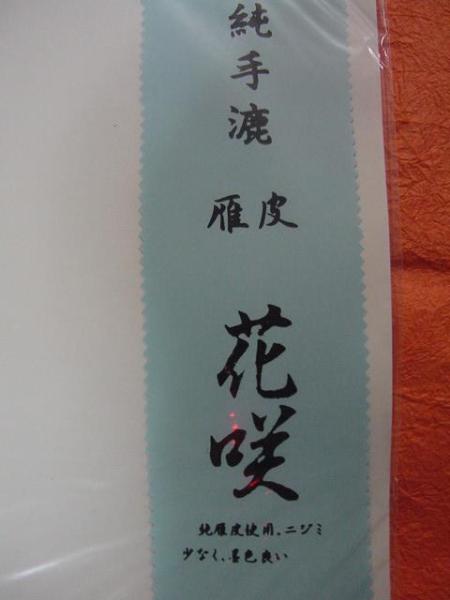 純手漉
雁皮
花咲
純雁皮使用、ニジミ
少なく、墨色良い